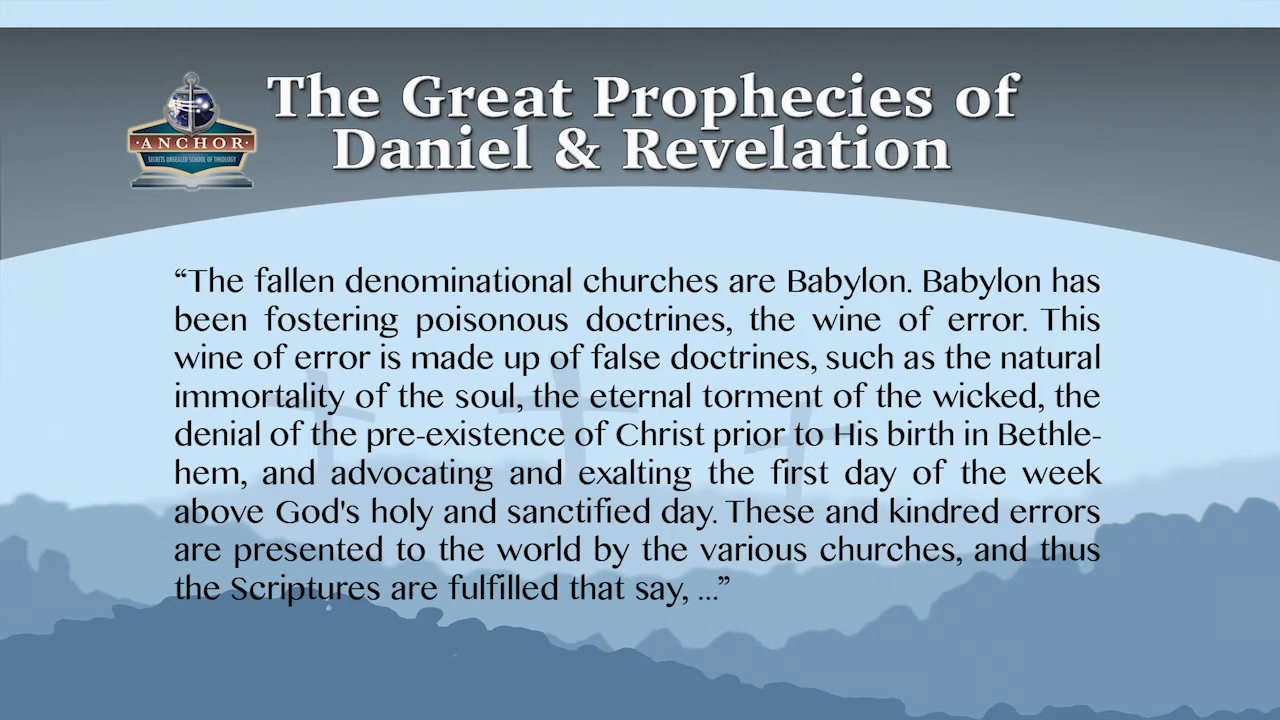 The Great Prophecies of
Daniel & Revelation
·ANCHOR·
SECRETS UNSEALED SCHOOL OF THEOLOGY
“The fallen denominational churches are Babylon. Babylon has
been fostering poisonous doctrines, the wine of error. This
wine of error is made up of false doctrines, such as the natural
immortality of the soul, the eternal torment of the wicked, the
denial of the pre-existence of Christ prior to His birth in Bethle-
hem, and advocating and exalting the first day of the week
above God's holy and sanctified day. These and kindred errors
are presented to the world by the various churches, and thus
the Scriptures are fulfilled that say, ...”